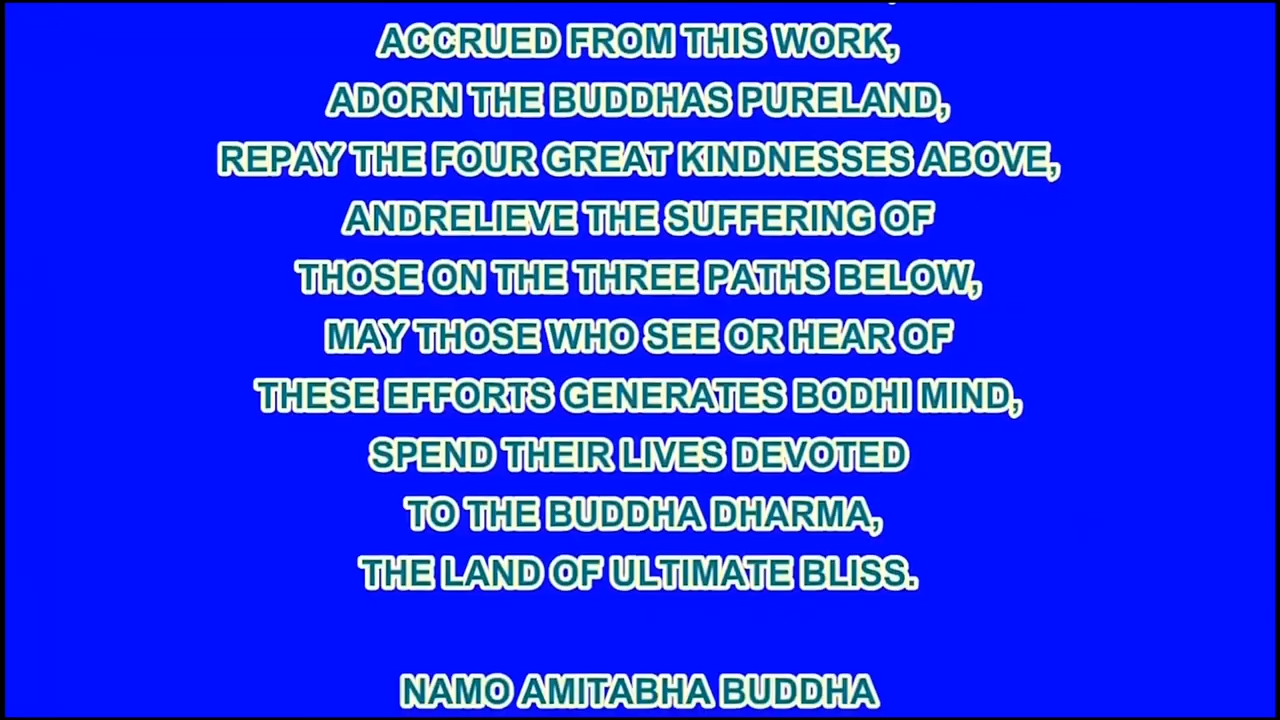 ACCRUED FROM THIS WORK,
ADORN THE BUDDHAS PURELAND,
REPAY THE FOUR GREAT KINDNESSES ABOVE,
ANDRELIEVE THE SUFFERING OF
THOSE ON THE THREE PATHS BELOW,
MAY THOSE WHO SEE OR HEAR OF
THESE EFFORTS GENERATES BODHI MIND,
SPEND THEIR LIVES DEVOTED
TO THE BUDDHA DHARMA,
THE LAND OF ULTIMATE BLISS.
NAMO AMITABHA BUDDHA